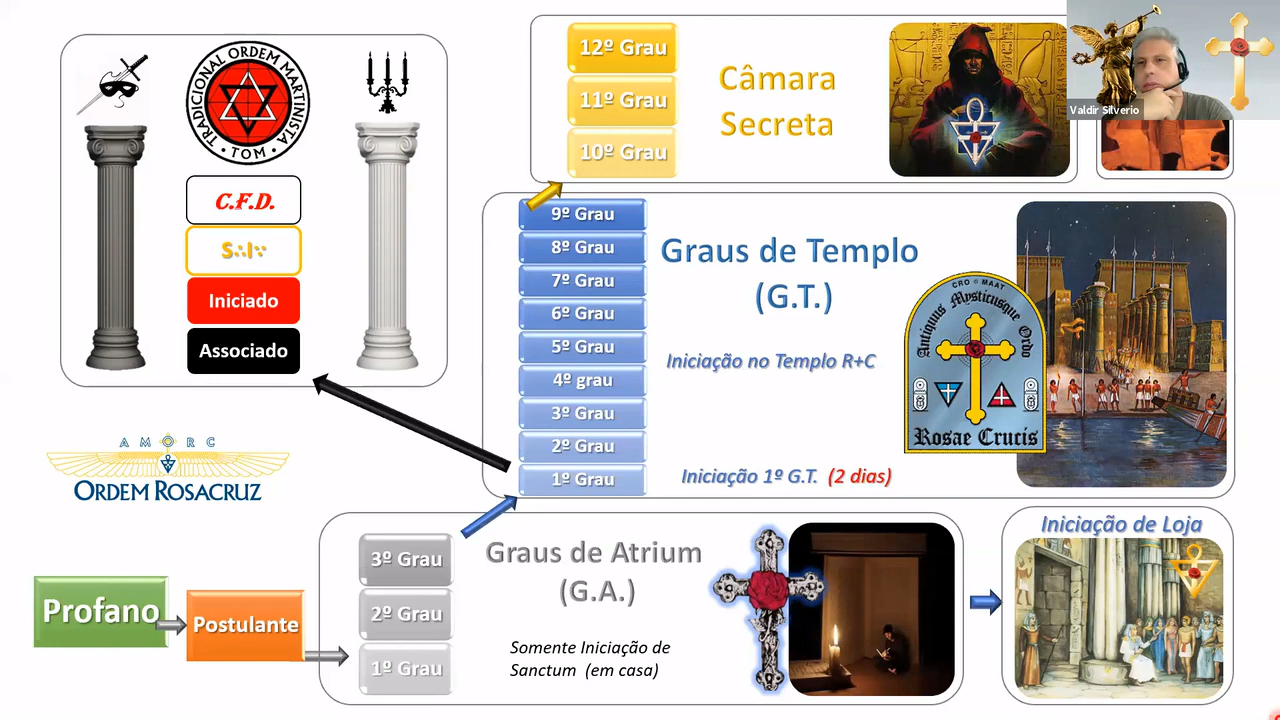 TRADICIONAL ORDEM MARTINISTA
• TOM •
C.F.D.
S∴I∵
Iniciado
Associado
12º Grau
11º Grau
10º Grau
Câmara
Secreta
Valdir Silverio
9º Grau
8º Grau
7º Grau
6º Grau
5º Grau
4º grau
3º Grau
2º Grau
1º Grau
Graus de Templo
(G.T.)
Iniciação no Templo R+C
Iniciação 1º G.T. (2 dias)
CRO MAAT
Antiquus Mysticusque Ordo
Rosae Crucis
AMORC
ORDEM ROSACRUZ
Profano
Postulante
3º Grau
2º Grau
1º Grau
Graus de Atrium
(G.A.)
Somente Iniciação de
Sanctum (em casa)
Iniciação de Loja